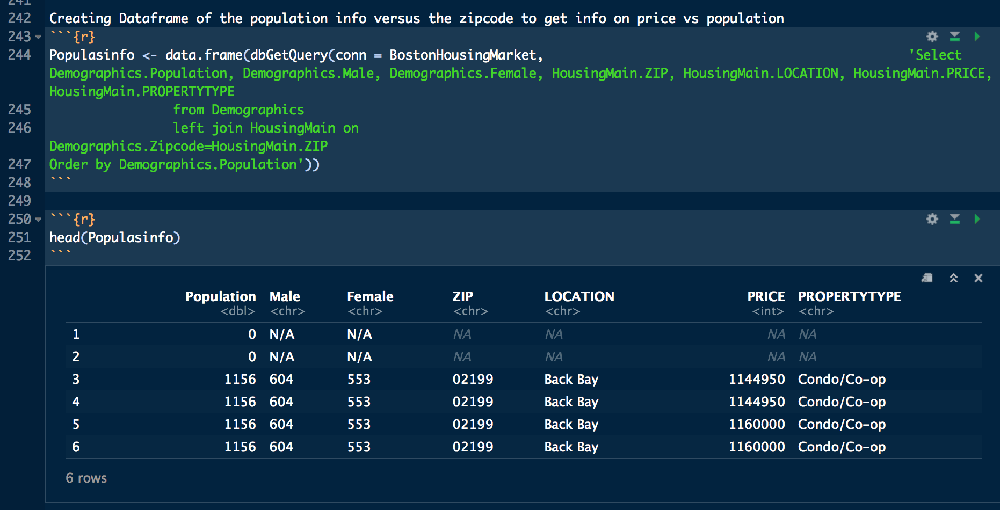 241
242 Creating Dataframe of the population info versus the zipcode to get info on price vs population
243 ```{r}
244 Populasinfo <- data.frame(dbGetQuery(conn = BostonHousingMarket, 'Select
Demographics.Population, Demographics.Male, Demographics.Female, HousingMain.ZIP, HousingMain.LOCATION, HousingMain.PRICE,
HousingMain.PROPERTYTYPE
245 from Demographics
246 left join HousingMain on
Demographics.Zipcode=HousingMain.ZIP
247 Order by Demographics.Population'))
248 ```
249
250 ```{r}
251 head(Populasinfo)
252 ```
Population Male Female ZIP LOCATION PRICE PROPERTYTYPE
<dbl> <chr> <chr> <chr> <chr> <int> <chr>
1 0 N/A N/A NA NA NA NA
2 0 N/A N/A NA NA NA NA
3 1156 604 553 02199 Back Bay 1144950 Condo/Co-op
4 1156 604 553 02199 Back Bay 1144950 Condo/Co-op
5 1156 604 553 02199 Back Bay 1160000 Condo/Co-op
6 1156 604 553 02199 Back Bay 1160000 Condo/Co-op
6 rows